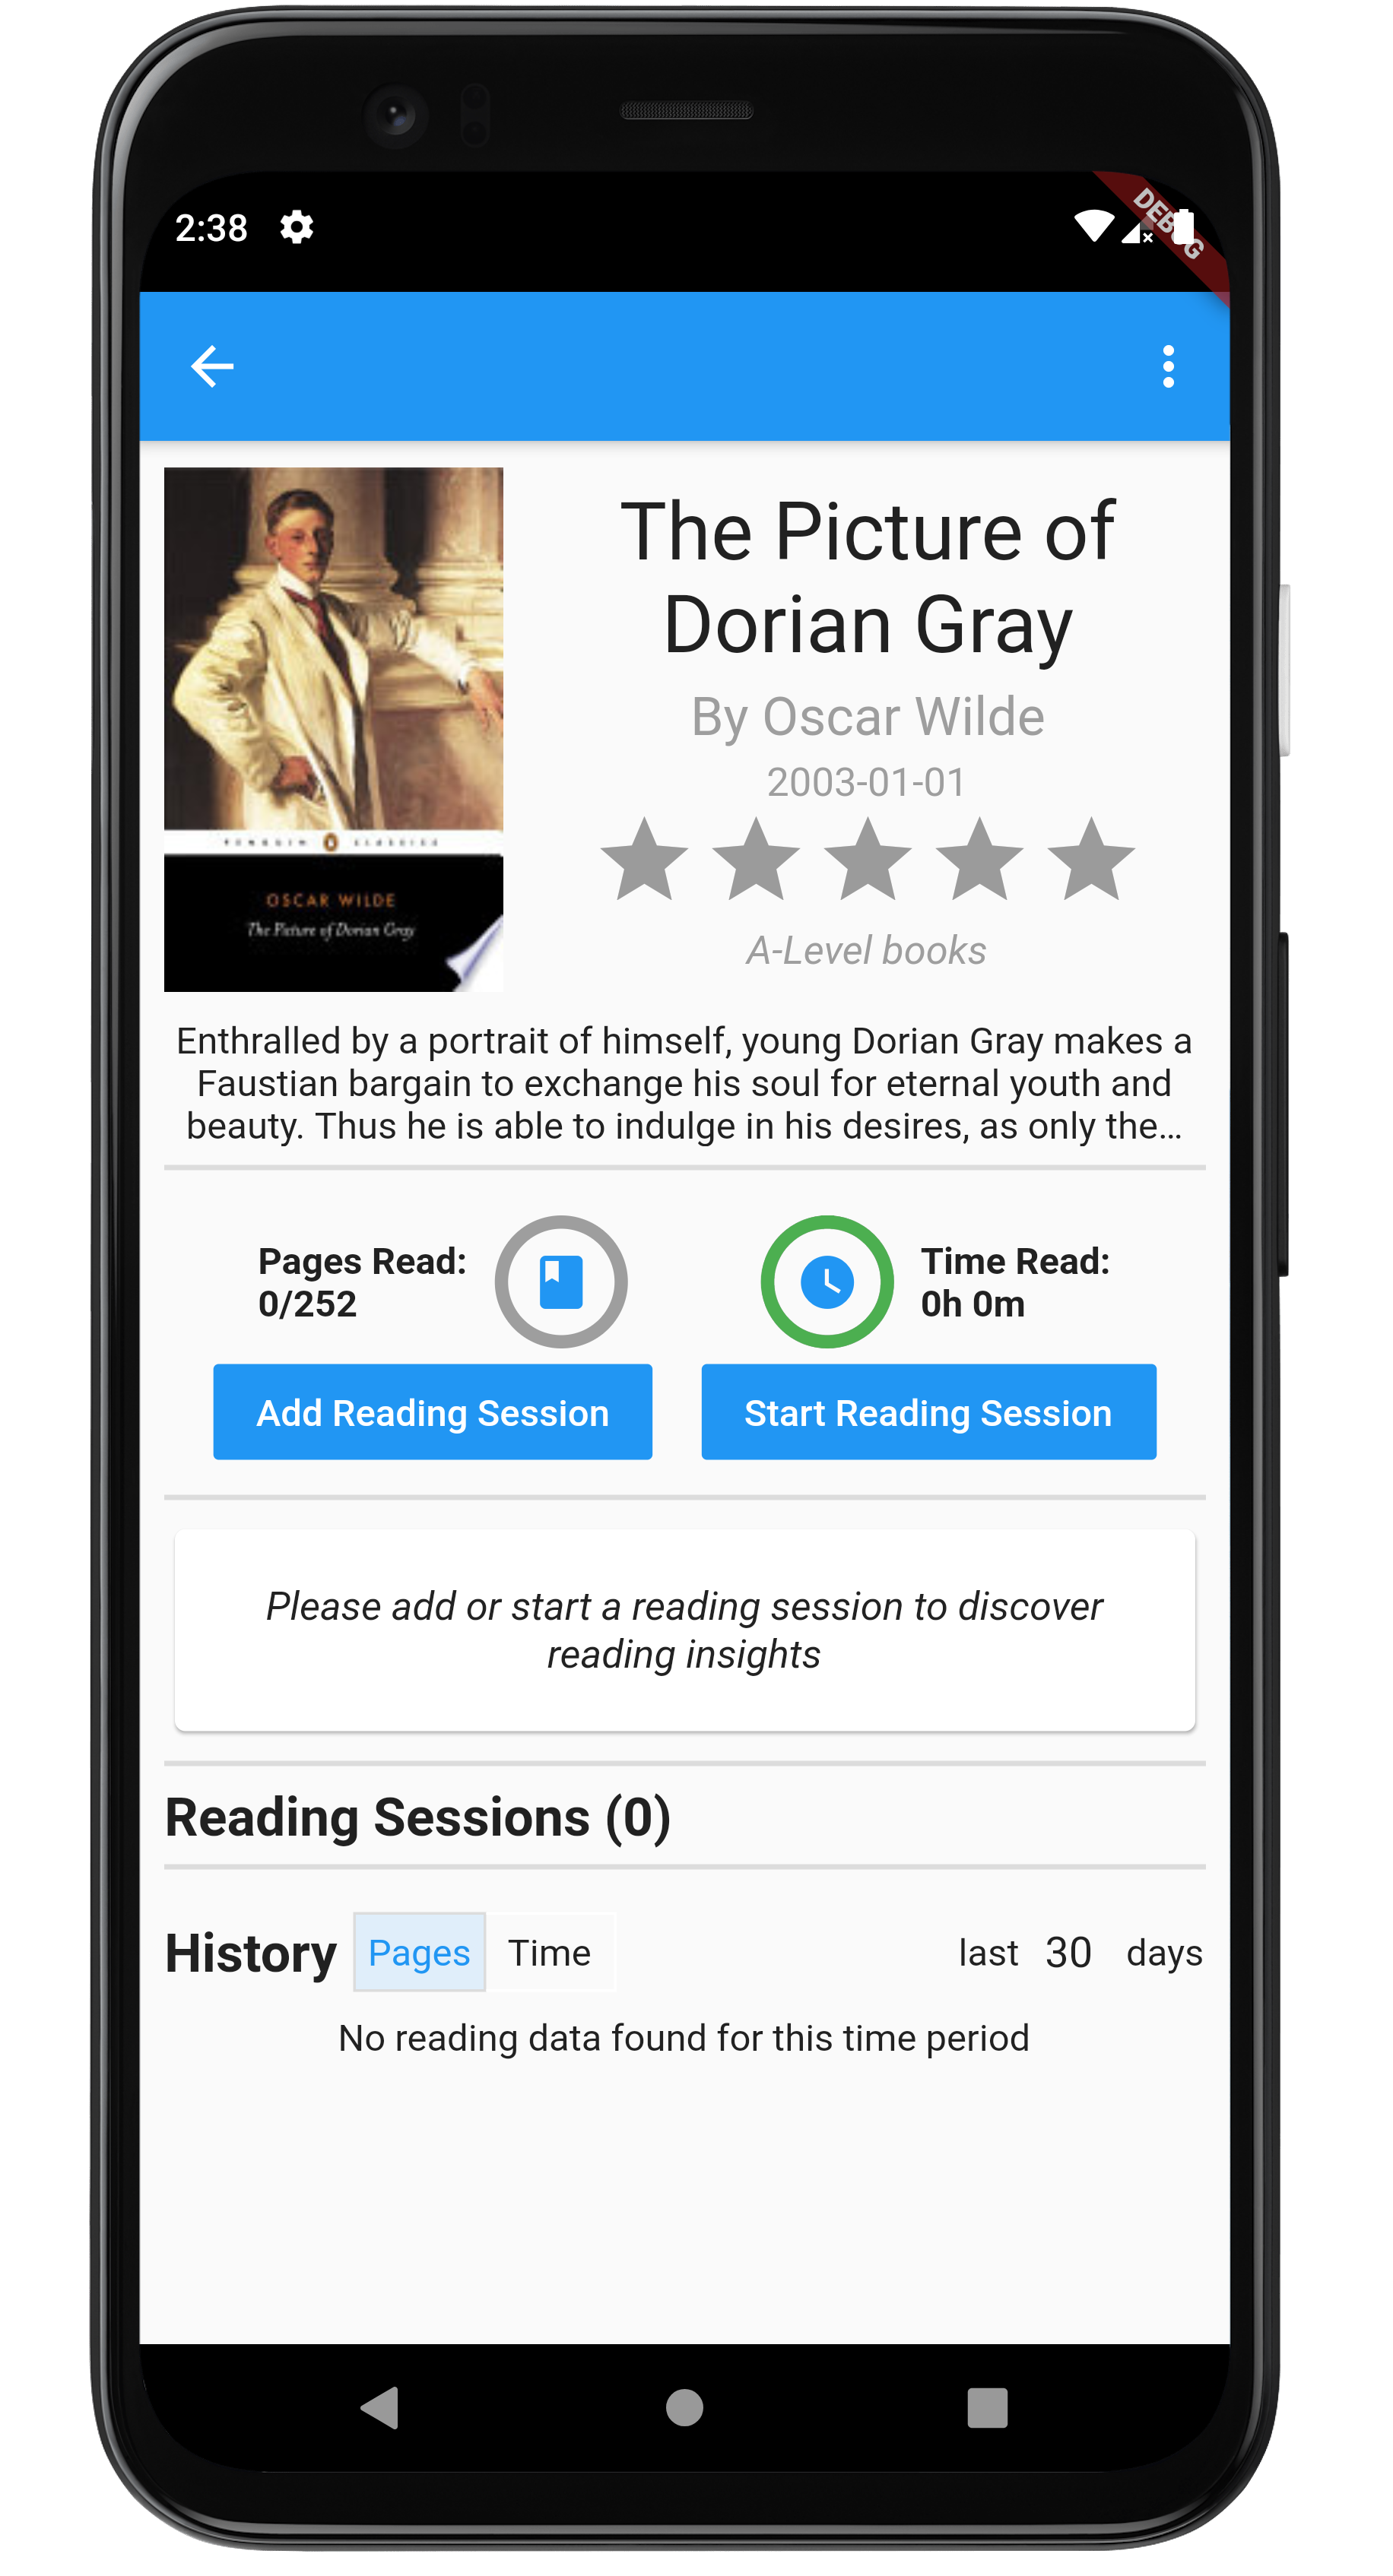 2:38
DEBUG
The Picture of
Dorian Gray
By Oscar Wilde
2003-01-01
A-Level books
PENGUIN CLASSICS
OSCAR WILDE
The Picture of Dorian Gray
Enthralled by a portrait of himself, young Dorian Gray makes a
Faustian bargain to exchange his soul for eternal youth and
beauty. Thus he is able to indulge in his desires, as only the...
Pages Read:
0/252
Time Read:
0h 0m
Add Reading Session
Start Reading Session
Please add or start a reading session to discover
reading insights
Reading Sessions (0)
History Pages Time last 30 days
No reading data found for this time period